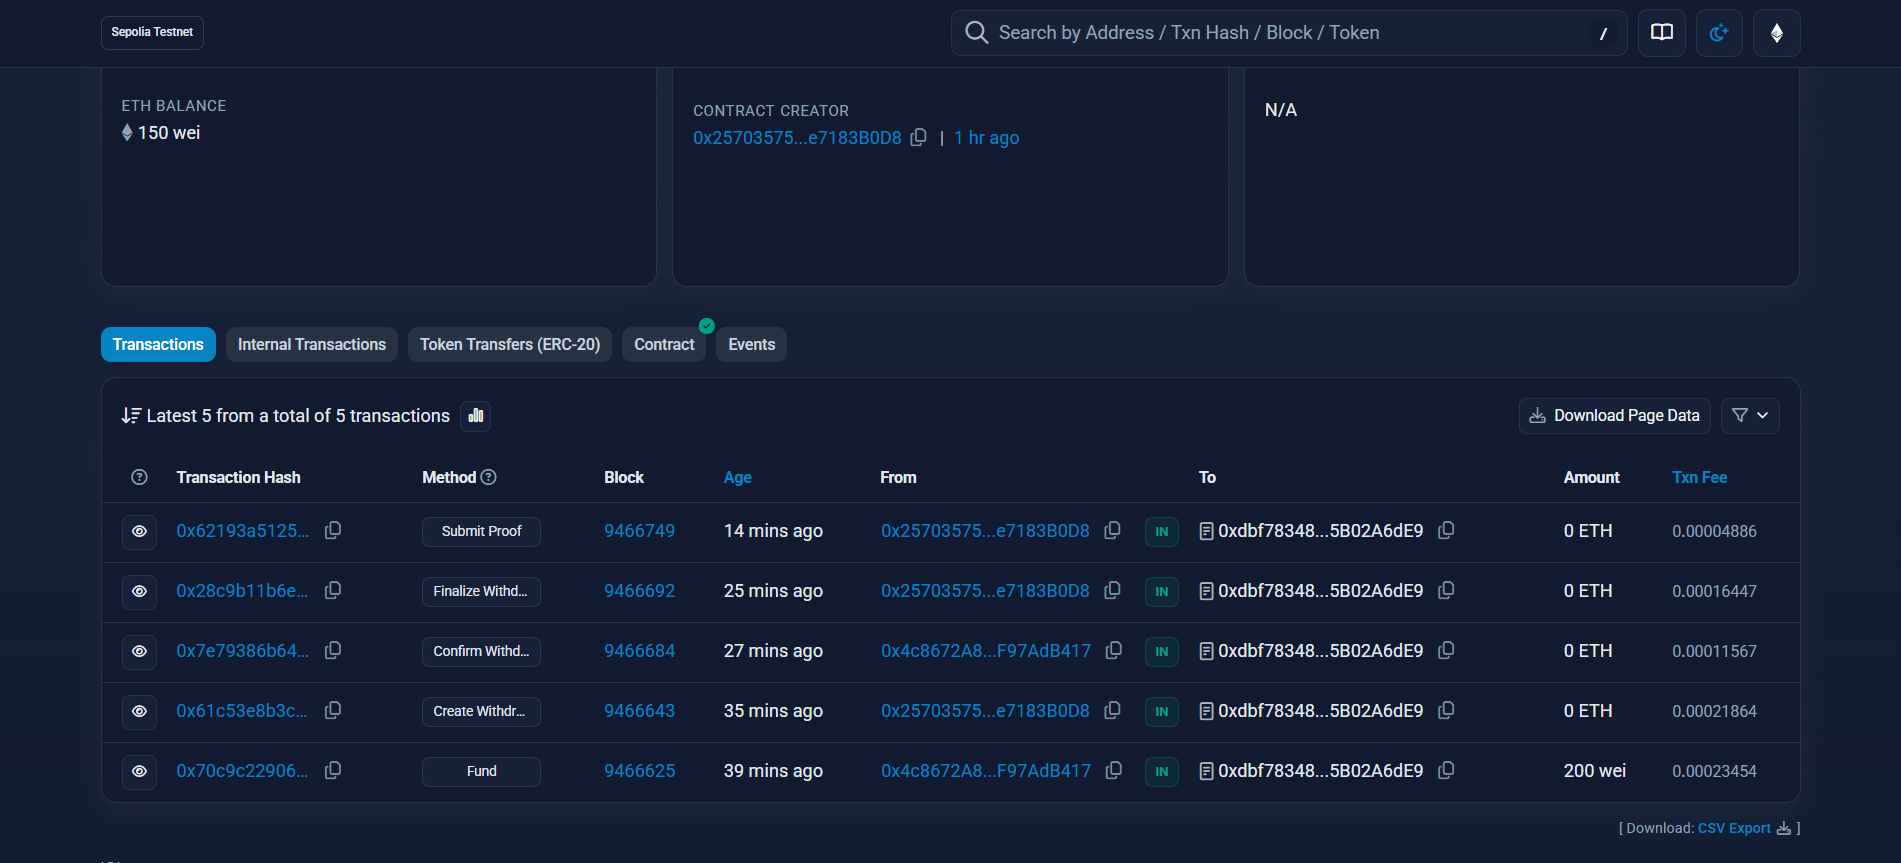 Sepolia Testnet
Search by Address / Txn Hash / Block / Token
/
ETH BALANCE
150 wei
CONTRACT CREATOR
0x25703575...e7183B0D8 | 1 hr ago
N/A
Transactions Internal Transactions Token Transfers (ERC-20) Contract Events
Latest 5 from a total of 5 transactions
Download Page Data
Transaction Hash Method Block Age From To Amount Txn Fee
0x62193a5125... Submit Proof 9466749 14 mins ago 0x25703575...e7183B0D8 IN 0xdbf78348...5B02A6dE9 0 ETH 0.00004886
0x28c9b11b6e... Finalize Withd... 9466692 25 mins ago 0x25703575...e7183B0D8 IN 0xdbf78348...5B02A6dE9 0 ETH 0.00016447
0x7e79386b64... Confirm Withd... 9466684 27 mins ago 0x4c8672A8...F97AdB417 IN 0xdbf78348...5B02A6dE9 0 ETH 0.00011567
0x61c53e8b3c... Create Withdr... 9466643 35 mins ago 0x25703575...e7183B0D8 IN 0xdbf78348...5B02A6dE9 0 ETH 0.00021864
0x70c9c22906... Fund 9466625 39 mins ago 0x4c8672A8...F97AdB417 IN 0xdbf78348...5B02A6dE9 200 wei 0.00023454
[ Download: CSV Export ]